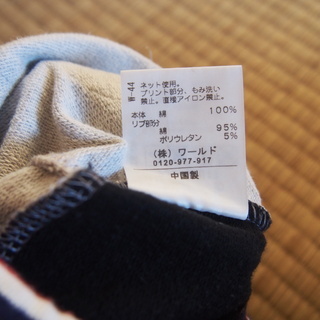 W-44
ネット使用。
プリント部分、もみ洗い
禁止。直接アイロン禁止。
本体 綿 100%
リブ部分
綿 95%
ポリウレタン 5%
(株) ワールド
0120-977-917
中国製